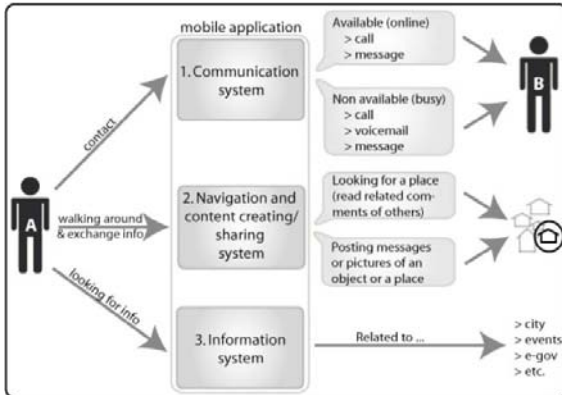 mobile application
Available (online)
> call
> message
1. Communication
system
B
Non available (busy)
> call
> voicemail
> message
contact
A
walking around
& exchange info
2. Navigation and
content creating/
sharing
system
Looking for a place
(read related com-
ments of others)
Posting messages
or pictures of an
object or a place
looking for info
3. Information
system
Related to ...
> city
> events
> e-gov
> etc.